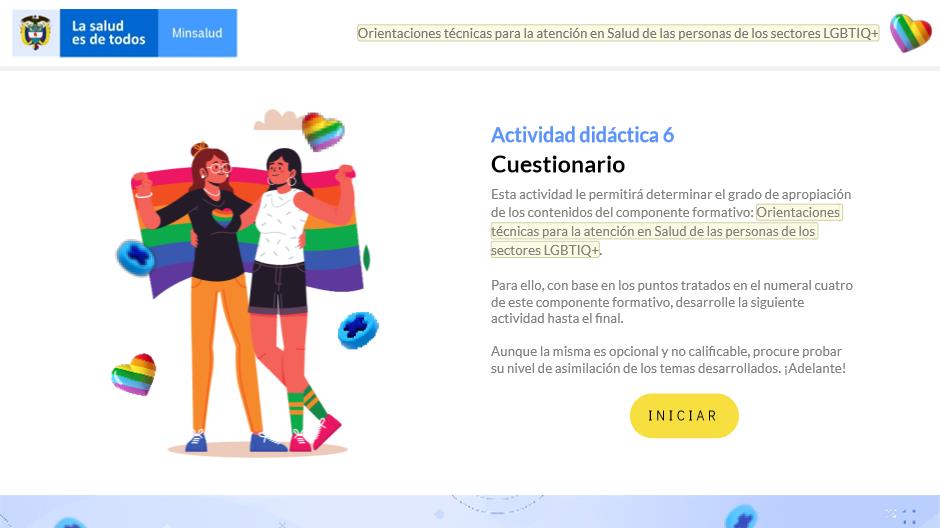 La salud
es de todos
Minsalud
Orientaciones técnicas para la atención en Salud de las personas de los sectores LGBTIQ+
Actividad didáctica 6
Cuestionario
Esta actividad le permitirá determinar el grado de apropiación
de los contenidos del componente formativo: Orientaciones
técnicas para la atención en Salud de las personas de los
sectores LGBTIQ+.
Para ello, con base en los puntos tratados en el numeral cuatro
de este componente formativo, desarrolle la siguiente
actividad hasta el final.
Aunque la misma es opcional y no calificable, procure probar
su nivel de asimilación de los temas desarrollados. ¡Adelante!
INICIAR